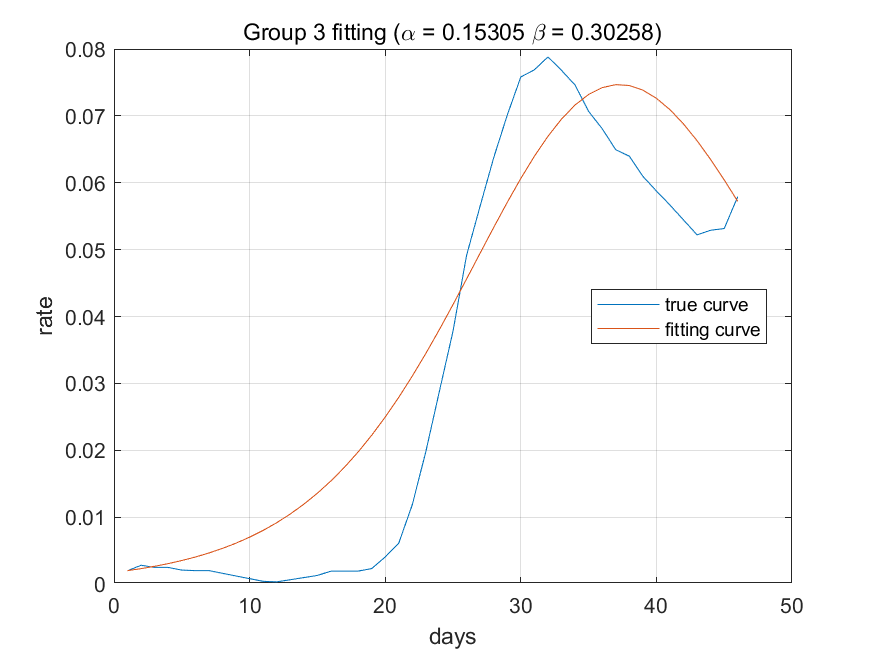 Group 3 fitting (α = 0.15305 β = 0.30258)
0.08
0.07
0.06
0.05
0.04
0.03
0.02
0.01
0
rate
true curve
fitting curve
0 10 20 30 40 50
days